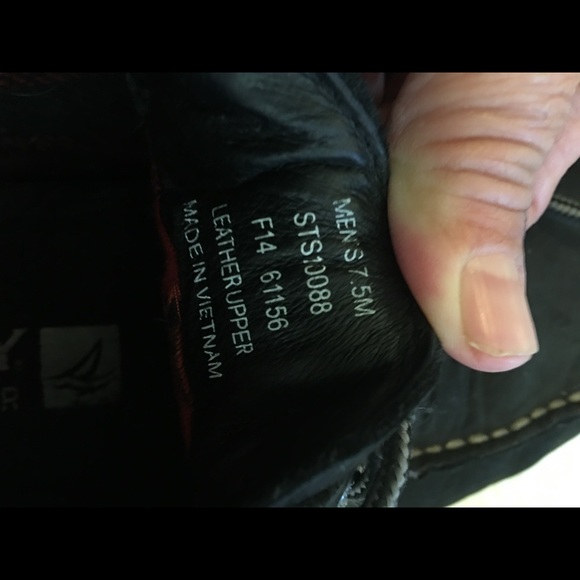 MEN'S 7.5M
STS10088
F14 61156
LEATHER UPPER
MADE IN VIETNAM